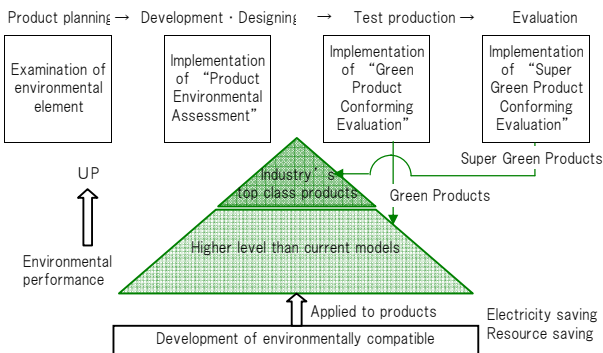 Product planning → Development・Designing → Test production → Evaluation
Examination of
environmental
element
Implementation
of “Product
Environmental
Assessment”
Implementation
of “Green
Product
Conforming
Evaluation”
Implementation
of “Super
Green Product
Conforming
Evaluation”
Super Green Products
Green Products
UP
Environmental
performance
Industry’s
top class products
Higher level than current models
Applied to products
Development of environmentally compatible
Electricity saving
Resource saving